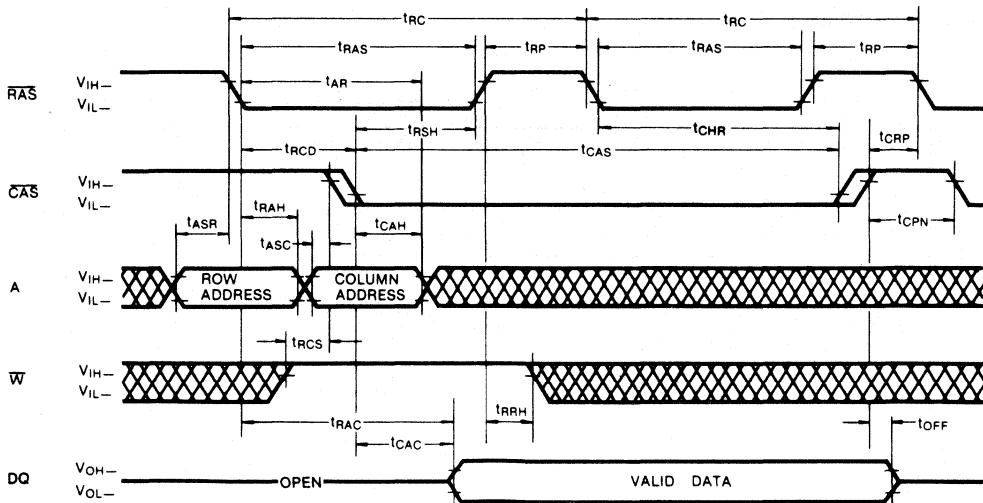 tRC tRC
tRAS tRP tRAS tRP
RAS VIH VIL tAR
tRSH tCHR tCRP
tRCD tCAS
CAS VIH VIL
tASR tRAH tASC tCAH tCPN
A VIH VIL ROW ADDRESS COLUMN ADDRESS
tRCS
W VIH VIL
tRAC tRRH tOFF
tCAC
DQ VOH VOL OPEN VALID DATA